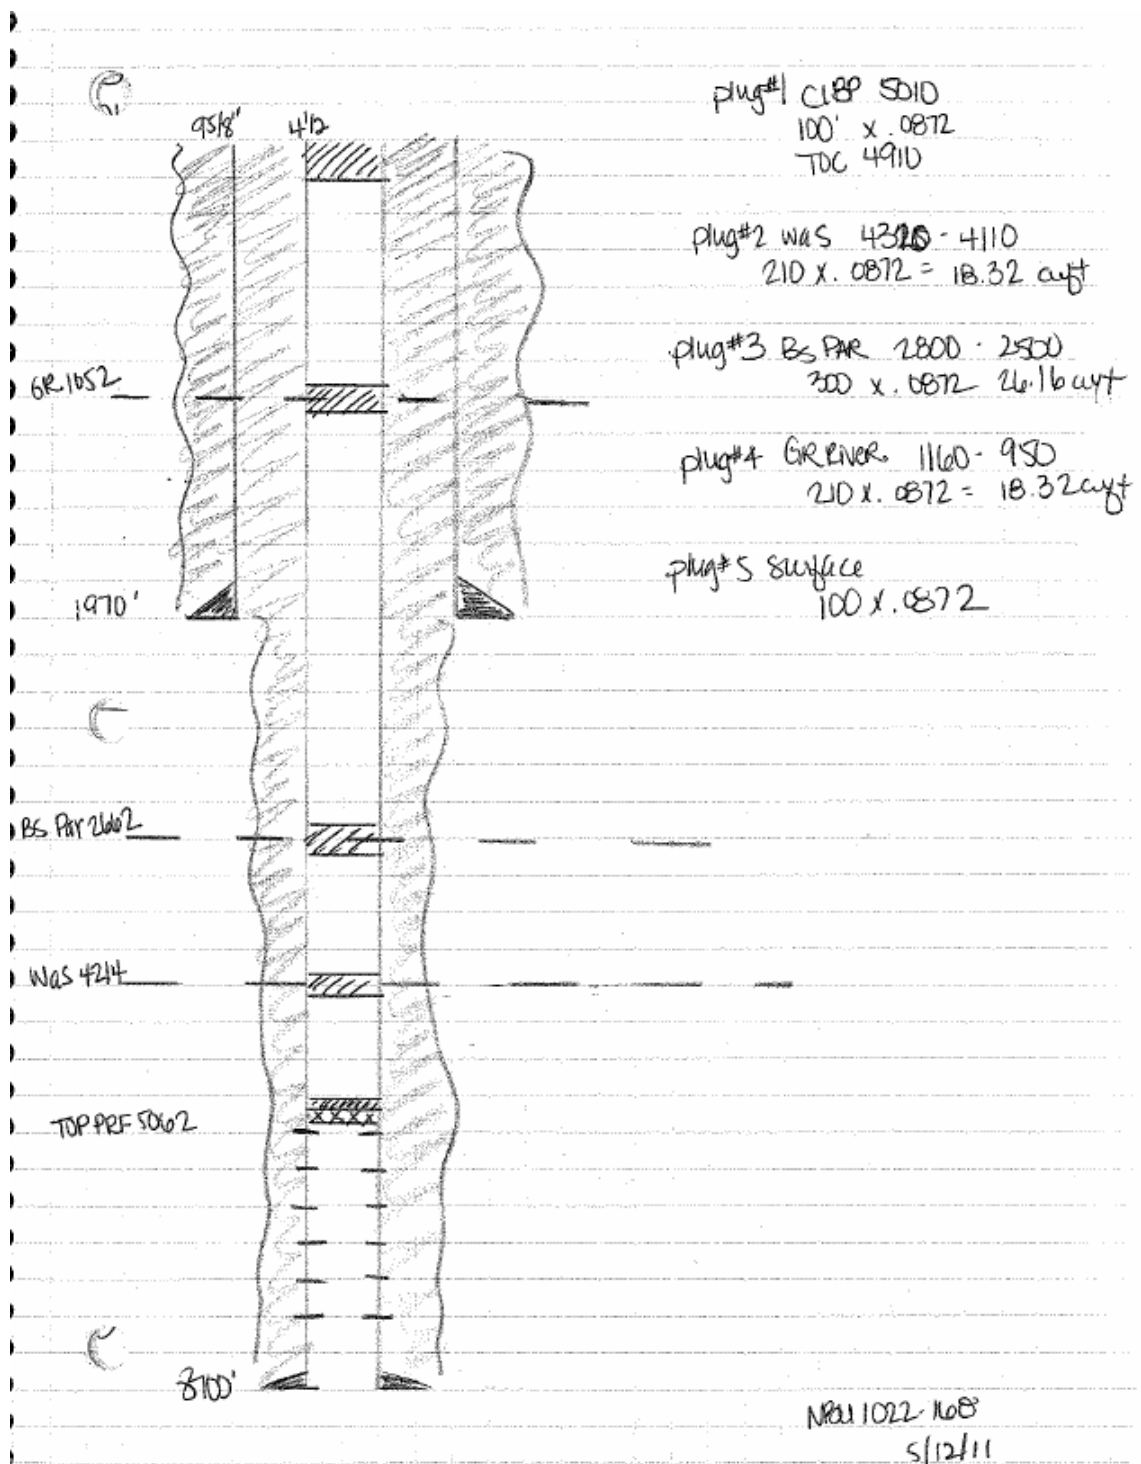 9 5/8"
4 1/2
plug#1 CIBP 5010
100' x .0872
TOC 4910
plug#2 Was 4320 - 4110
210 x .0872 = 18.32 cuft
plug#3 Bs PAR 2800 - 2500
300 x .0872 26.16 cuft
GR 1052
plug#4 GR RIVER 1160 - 950
210 x .0872 = 18.32 cuft
plug#5 Surface
100 x .0872
1970'
BS PAr 2662
Was 4214
TOP PRF 5062
8700'
NBU 1022-
5/12/11